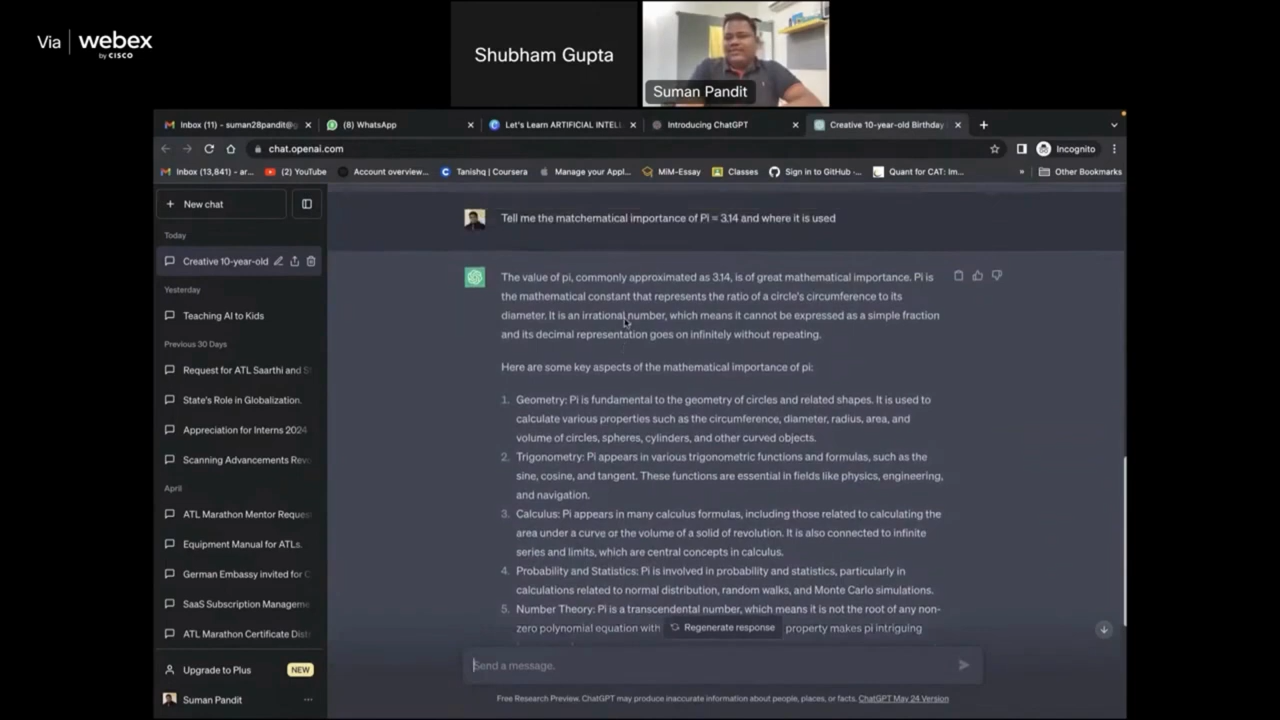 Via | webex
by CISCO
Shubham Gupta
Suman Pandit
Inbox (11) - suman28pandit@g
(8) WhatsApp
Let's Learn ARTIFICIAL INTEL
Introducing ChatGPT
Creative 10-year-old Birthday
chat.openai.com
Incognito
Inbox (13,841) - ar...
(2) YouTube
Account overview...
Tanishq | Coursera
Manage your Appl...
MiM-Essay
Classes
Sign in to GitHub ·...
Quant for CAT: Im...
»
Other Bookmarks
+ New chat
Today
Creative 10-year-old
Yesterday
Teaching AI to Kids
Previous 30 Days
Request for ATL Saarthi and S
State's Role in Globalization.
Appreciation for Interns 2024
Scanning Advancements Revo
April
ATL Marathon Mentor Reques
Equipment Manual for ATLs.
German Embassy invited for C
SaaS Subscription Manageme
ATL Marathon Certificate Dist
Upgrade to Plus
NEW
Suman Pandit
Tell me the matchematical importance of Pi = 3.14 and where it is used
The value of pi, commonly approximated as 3.14, is of great mathematical importance. Pi is
the mathematical constant that represents the ratio of a circle's circumference to its
diameter. It is an irrational number, which means it cannot be expressed as a simple fraction
and its decimal representation goes on infinitely without repeating.
Here are some key aspects of the mathematical importance of pi:
1. Geometry: Pi is fundamental to the geometry of circles and related shapes. It is used to
calculate various properties such as the circumference, diameter, radius, area, and
volume of circles, spheres, cylinders, and other curved objects.
2. Trigonometry: Pi appears in various trigonometric functions and formulas, such as the
sine, cosine, and tangent. These functions are essential in fields like physics, engineering,
and navigation.
3. Calculus: Pi appears in many calculus formulas, including those related to calculating the
area under a curve or the volume of a solid of revolution. It is also connected to infinite
series and limits, which are central concepts in calculus.
4. Probability and Statistics: Pi is involved in probability and statistics, particularly in
calculations related to normal distribution, random walks, and Monte Carlo simulations.
5. Number Theory: Pi is a transcendental number, which means it is not the root of any non-
zero polynomial equation with
property makes pi intriguing
Regenerate response
Send a message.
Free Research Preview. ChatGPT may produce inaccurate information about people, places, or facts. ChatGPT May 24 Version